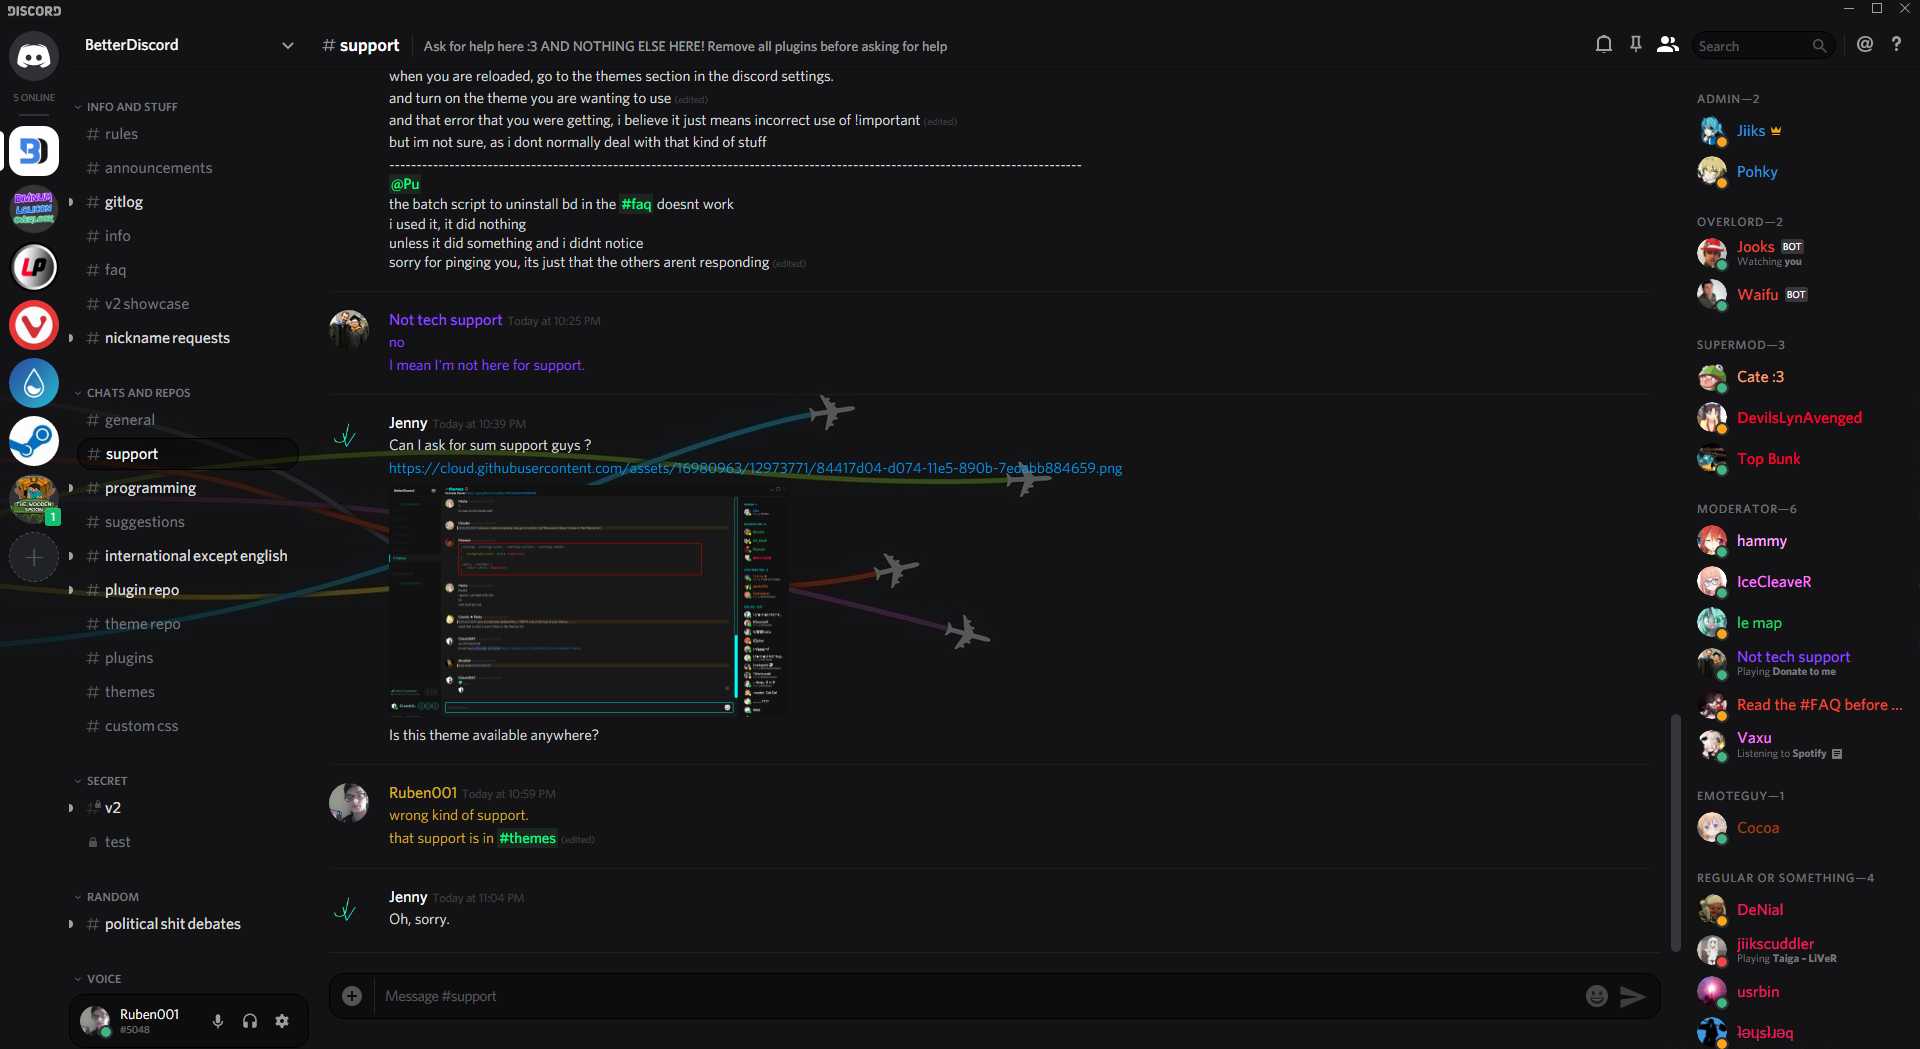 DISCORD
5 ONLINE
DIVINUM
LOLICON
OVERLOOK
LP
THE WOODEN
SPOON
1
BetterDiscord
INFO AND STUFF
# rules
# announcements
# gitlog
# info
# faq
# v2 showcase
# nickname requests
CHATS AND REPOS
# general
# support
# programming
# suggestions
# international except english
# plugin repo
# theme repo
# plugins
# themes
# custom css
SECRET
# v2
test
RANDOM
# political shit debates
VOICE
Ruben001
#5048
# support
Ask for help here :3 AND NOTHING ELSE HERE! Remove all plugins before asking for help
Search
@ ?
when you are reloaded, go to the themes section in the discord settings.
and turn on the theme you are wanting to use (edited)
and that error that you were getting, i believe it just means incorrect use of !important (edited)
but im not sure, as i dont normally deal with that kind of stuff
--------------------------------------------------------------------------------
@Pu
the batch script to uninstall bd in the #faq doesnt work
i used it, it did nothing
unless it did something and i didnt notice
sorry for pinging you, its just that the others arent responding (edited)
Not tech support Today at 10:25 PM
no
I mean I'm not here for support.
Jenny Today at 10:39 PM
Can I ask for sum support guys ?
https://cloud.githubusercontent.com/assets/16980963/12973771/84417d04-d074-11e5-890b-7edabb884659.png
BetterDiscord
# themes
Is this theme available anywhere?
Ruben001 Today at 10:59 PM
wrong kind of support.
that support is in #themes (edited)
Jenny Today at 11:04 PM
Oh, sorry.
Message #support
ADMIN—2
Jiiks
Pohky
OVERLORD—2
Jooks BOT
Watching you
Waifu BOT
SUPERMOD—3
Cate :3
DevilsLynAvenged
Top Bunk
MODERATOR—6
hammy
IceCleaveR
le map
Not tech support
Playing Donate to me
Read the #FAQ before ...
Vaxu
Listening to Spotify
EMOTEGUY—1
Cocoa
REGULAR OR SOMETHING—4
DeNial
jiikscuddler
Playing Taiga – LiVeR
usrbin